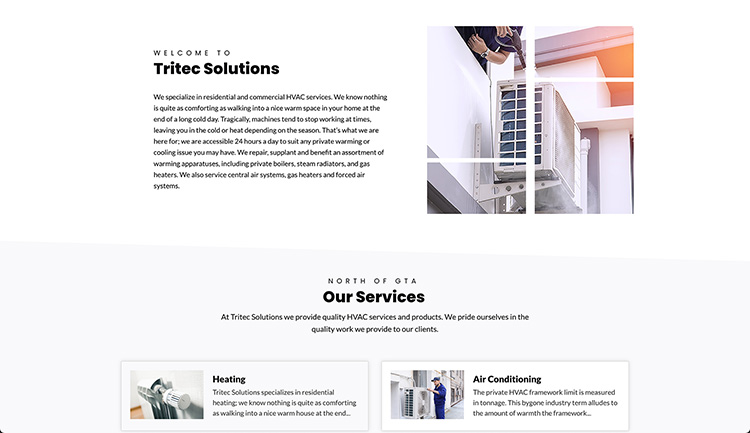 WELCOME TO
Tritec Solutions
We specialize in residential and commercial HVAC services. We know nothing
is quite as comforting as walking into a nice warm space in your home at the
end of a long cold day. Tragically, machines tend to stop working at times,
leaving you in the cold or heat depending on the season. That's what we are
here for; we are accessible 24 hours a day to suit any private warming or
cooling issue you may have. We repair, supplant and benefit an assortment of
warming apparatuses, including private boilers, steam radiators, and gas
heaters. We also service central air systems, gas heaters and forced air
systems.
NORTH OF GTA
Our Services
At Tritec Solutions we provide quality HVAC services and products. We pride ourselves in the
quality work we provide to our clients.
Heating
Tritec Solutions specializes in residential
heating; we know nothing is quite as comforting
as walking into a nice warm house at the end...
Air Conditioning
The private HVAC framework limit is measured
in tonnage. This bygone industry term alludes to
the amount of warmth the framework...